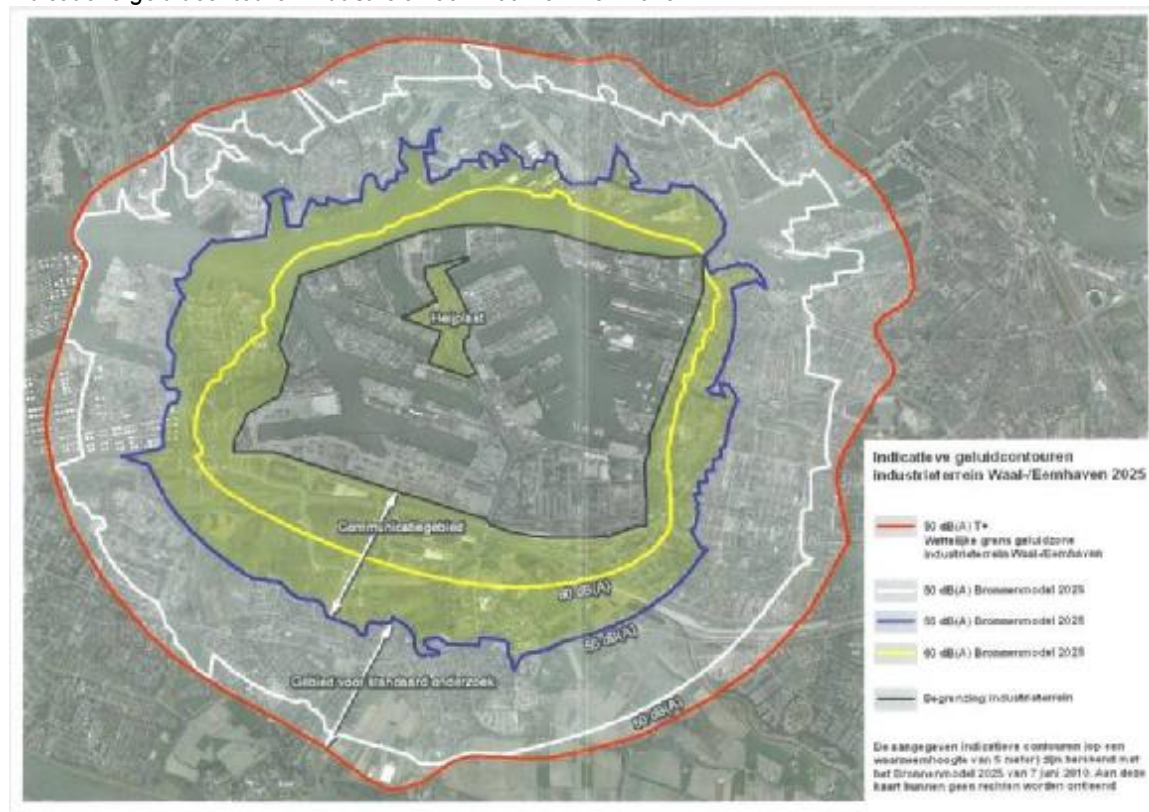 Heijplaat
Communicatiegebied
60 dB(A)
55 dB(A)
Gebied voor standaard onderzoek
50 dB(A)
Indicatieve geluidcontouren
Industrieterrein Waal-/Eemhaven 2025
50 dB(A) T+
Wettelijke grens geluidzone
Industrieterrein Waal-/Eemhaven
50 dB(A) Bronnenmodel 2025
55 dB(A) Bronnenmodel 2025
60 dB(A) Bronnenmodel 2025
Begrenzing industrieterrein
De aangegeven indicatieve contouren (op een
waarneemhoogte van 5 meter) zijn berekend met
het Bronnenmodel 2025 van 7 juni 2010. Aan deze
kaart kunnen geen rechten worden ontleend